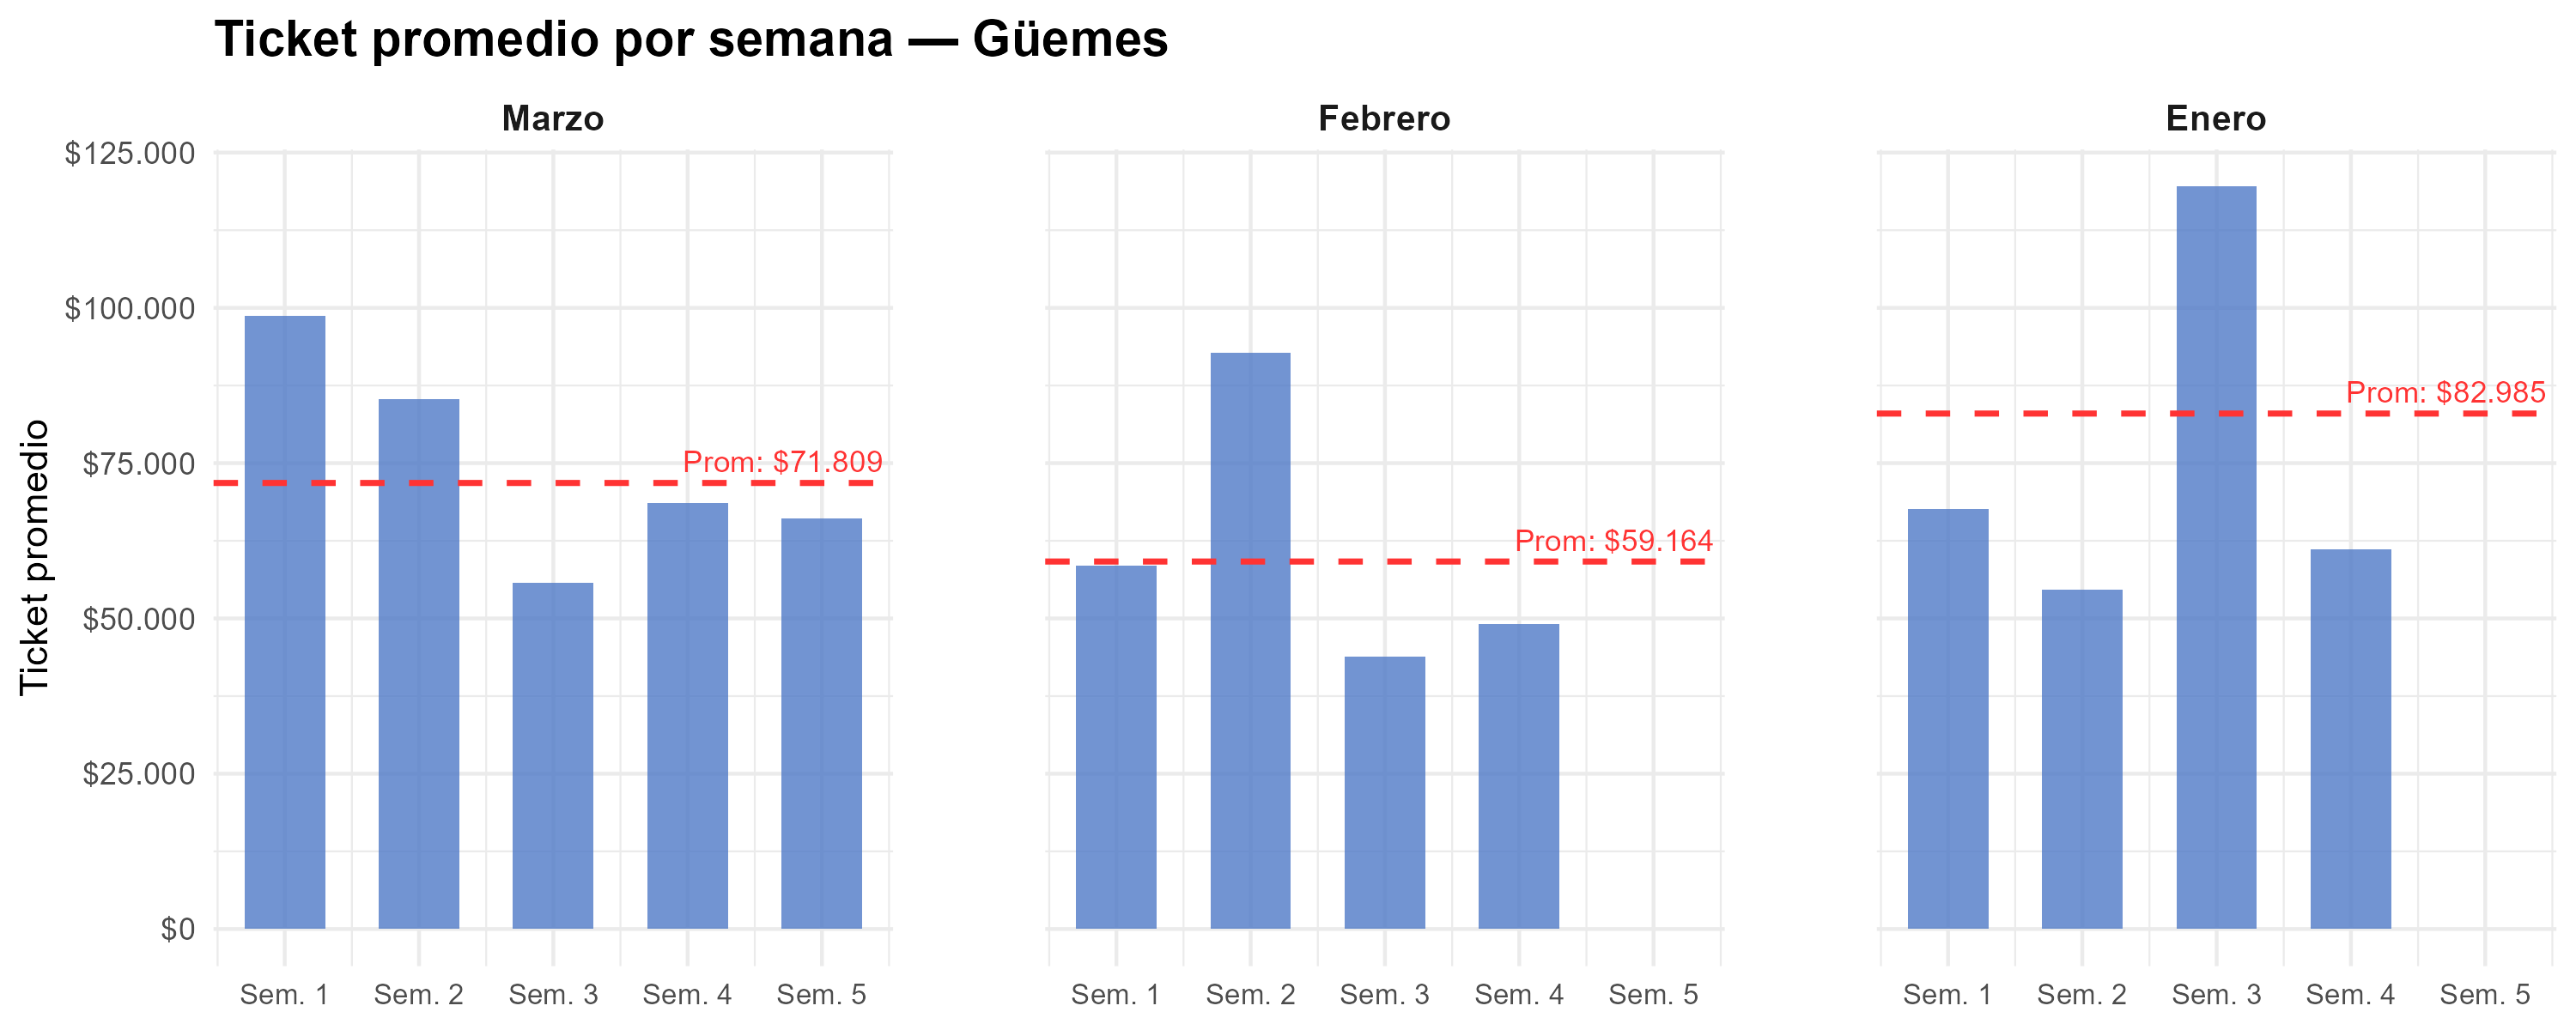 Ticket promedio por semana — Güemes
Marzo
Febrero
Enero
Ticket promedio
$125.000
$100.000
$75.000
$50.000
$25.000
$0
Prom: $71.809
Prom: $59.164
Prom: $82.985
Sem. 1 Sem. 2 Sem. 3 Sem. 4 Sem. 5
Sem. 1 Sem. 2 Sem. 3 Sem. 4 Sem. 5
Sem. 1 Sem. 2 Sem. 3 Sem. 4 Sem. 5